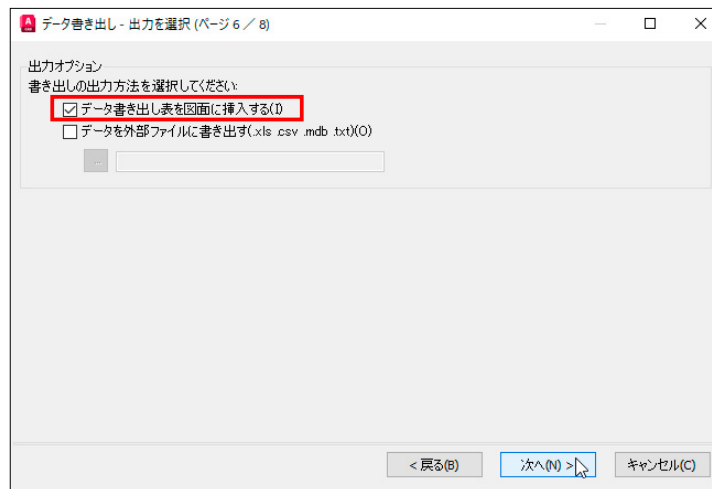 データ書き出し - 出力を選択 (ページ 6 ／ 8)
出力オプション
書き出しの出力方法を選択してください:
データ書き出し表を図面に挿入する(I)
データを外部ファイルに書き出す(.xls .csv .mdb .txt)(O)
...
< 戻る(B)
次へ(N) >
キャンセル(C)